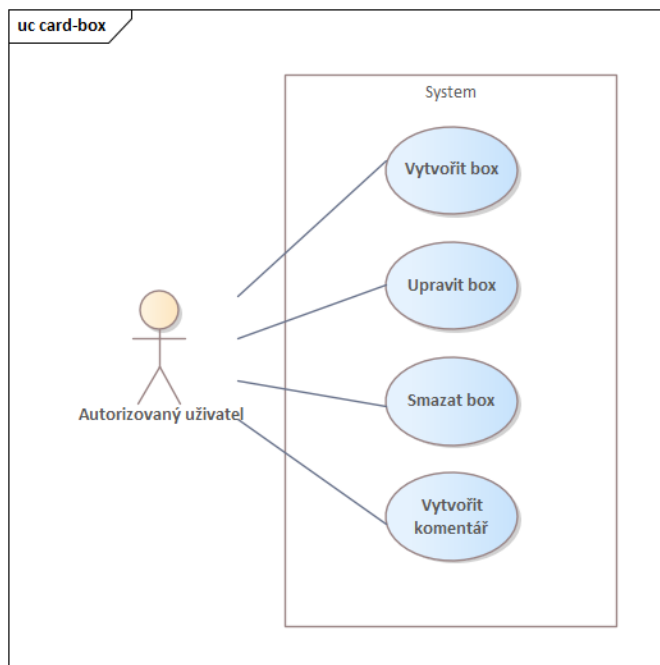 uc card-box
System
Vytvořit box
Upravit box
Autorizovaný uživatel
Smazat box
Vytvořit
komentář